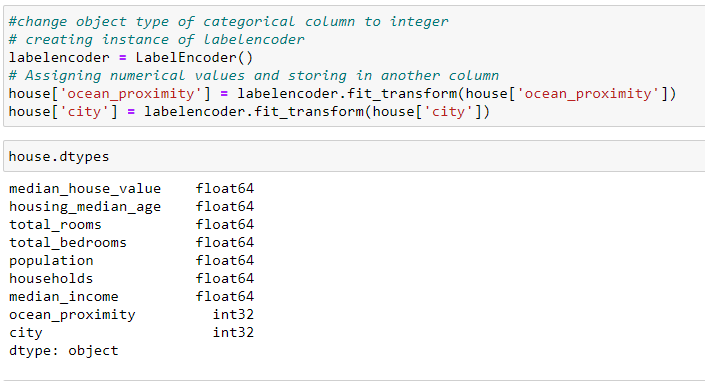 #change object type of categorical column to integer
# creating instance of labelencoder
labelencoder = LabelEncoder()
# Assigning numerical values and storing in another column
house['ocean_proximity'] = labelencoder.fit_transform(house['ocean_proximity'])
house['city'] = labelencoder.fit_transform(house['city'])
house.dtypes
median_house_value    float64
housing_median_age    float64
total_rooms           float64
total_bedrooms        float64
population            float64
households            float64
median_income         float64
ocean_proximity         int32
city                    int32
dtype: object